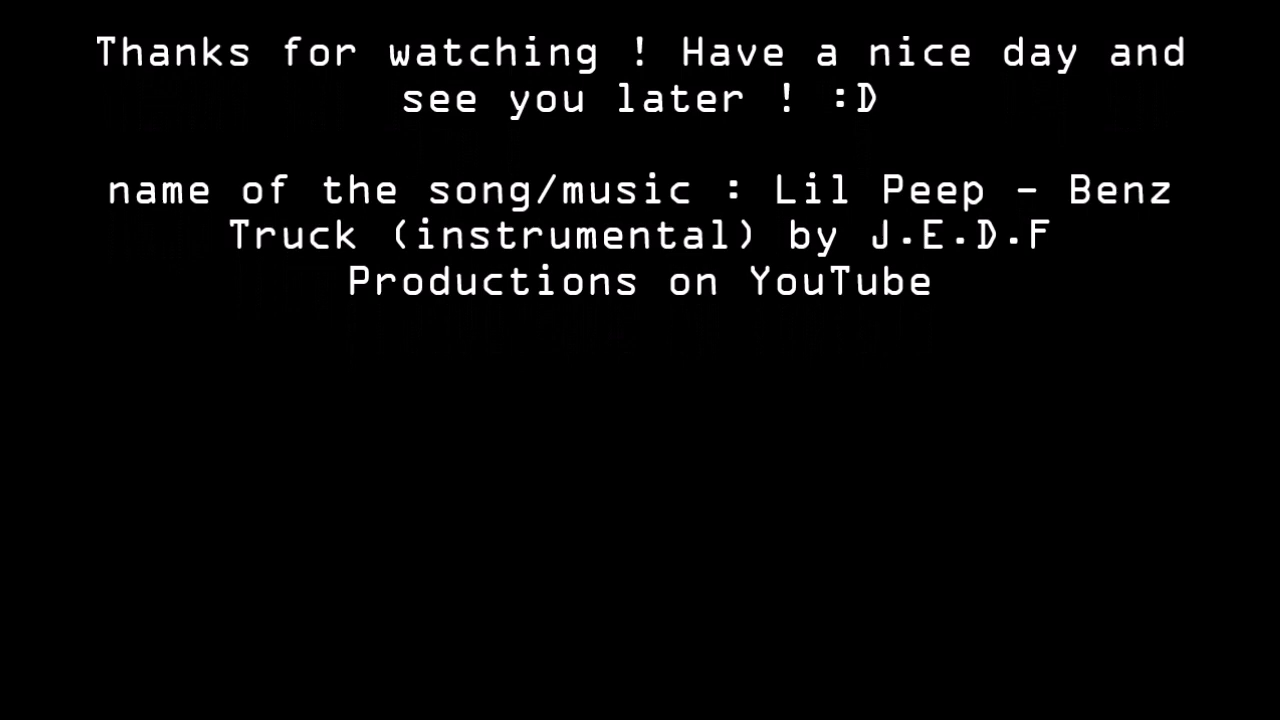 Thanks for watching ! Have a nice day and
see you later ! :D
name of the song/music : Lil Peep - Benz
Truck (instrumental) by J.E.D.F
Productions on YouTube